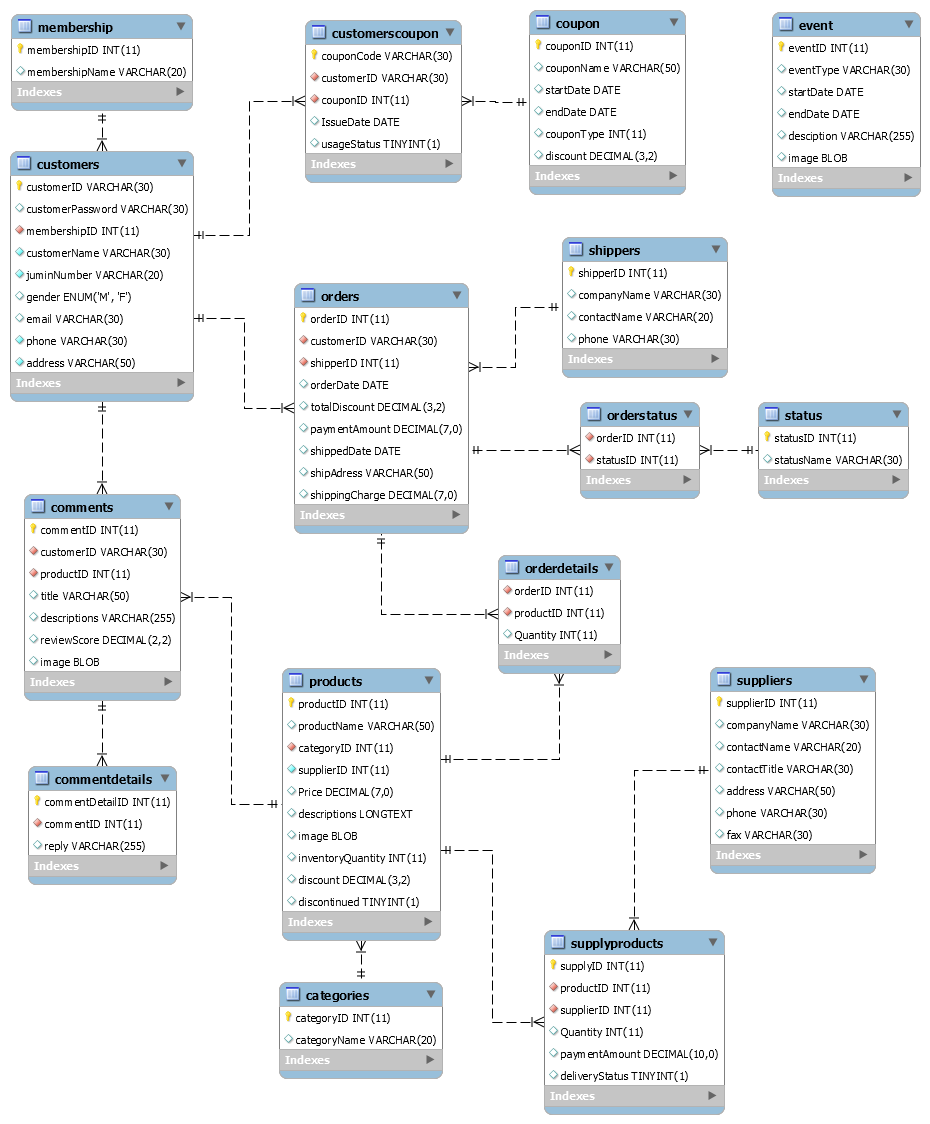 membership
membershipID INT(11)
membershipName VARCHAR(20)
Indexes
customerscoupon
couponCode VARCHAR(30)
customerID VARCHAR(30)
couponID INT(11)
IssueDate DATE
usageStatus TINYINT(1)
Indexes
coupon
couponID INT(11)
couponName VARCHAR(50)
startDate DATE
endDate DATE
couponType INT(11)
discount DECIMAL(3,2)
Indexes
event
eventID INT(11)
eventType VARCHAR(30)
startDate DATE
endDate DATE
desciption VARCHAR(255)
image BLOB
Indexes
customers
customerID VARCHAR(30)
customerPassword VARCHAR(30)
membershipID INT(11)
customerName VARCHAR(30)
juminNumber VARCHAR(20)
gender ENUM('M', 'F')
email VARCHAR(30)
phone VARCHAR(30)
address VARCHAR(50)
Indexes
orders
orderID INT(11)
customerID VARCHAR(30)
shipperID INT(11)
orderDate DATE
totalDiscount DECIMAL(3,2)
paymentAmount DECIMAL(7,0)
shippedDate DATE
shipAdress VARCHAR(50)
shippingCharge DECIMAL(7,0)
Indexes
shippers
shipperID INT(11)
companyName VARCHAR(30)
contactName VARCHAR(20)
phone VARCHAR(30)
Indexes
orderstatus
orderID INT(11)
statusID INT(11)
Indexes
status
statusID INT(11)
statusName VARCHAR(30)
Indexes
comments
commentID INT(11)
customerID VARCHAR(30)
productID INT(11)
title VARCHAR(50)
descriptions VARCHAR(255)
reviewScore DECIMAL(2,2)
image BLOB
Indexes
orderdetails
orderID INT(11)
productID INT(11)
Quantity INT(11)
Indexes
products
productID INT(11)
productName VARCHAR(50)
categoryID INT(11)
supplierID INT(11)
Price DECIMAL(7,0)
descriptions LONGTEXT
image BLOB
inventoryQuantity INT(11)
discount DECIMAL(3,2)
discontinued TINYINT(1)
Indexes
suppliers
supplierID INT(11)
companyName VARCHAR(30)
contactName VARCHAR(20)
contactTitle VARCHAR(30)
address VARCHAR(50)
phone VARCHAR(30)
fax VARCHAR(30)
Indexes
commentdetails
commentDetailID INT(11)
commentID INT(11)
reply VARCHAR(255)
Indexes
categories
categoryID INT(11)
categoryName VARCHAR(20)
Indexes
supplyproducts
supplyID INT(11)
productID INT(11)
supplierID INT(11)
Quantity INT(11)
paymentAmount DECIMAL(10,0)
deliveryStatus TINYINT(1)
Indexes